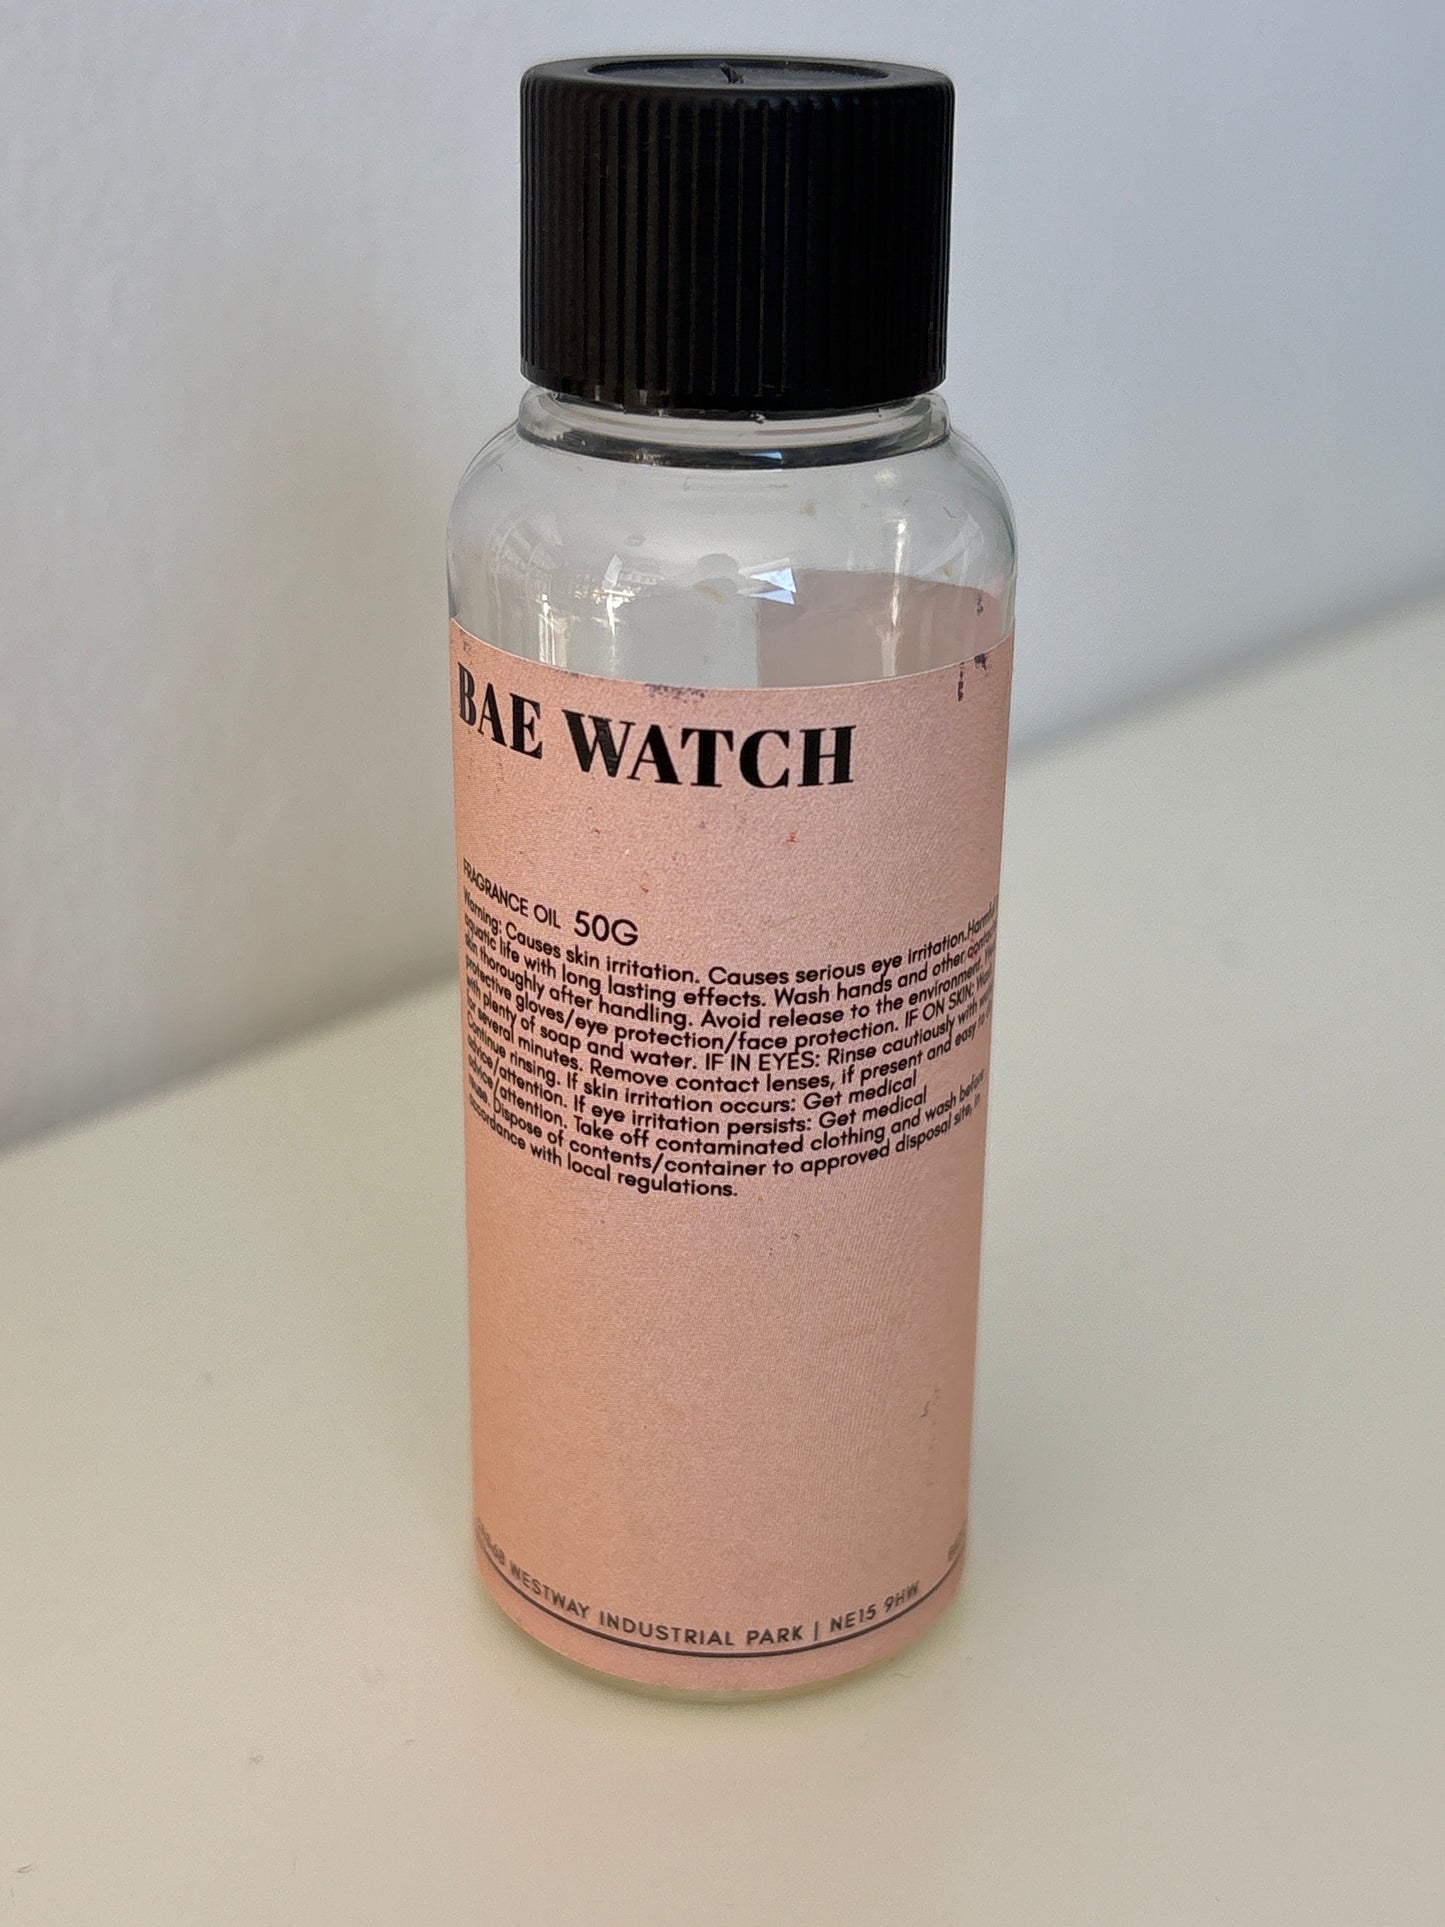 BAE WATCH
FRAGRANCE OIL 50G
Warning: Causes skin irritation. Causes serious eye irritation.Harmful
aquatic life with long lasting effects. Wash hands and other contacted
skin thoroughly after handling. Avoid release to the environment.
protective gloves/eye protection/face protection. IF ON SKIN: Wash
with plenty of soap and water. IF IN EYES: Rinse cautiously with
for several minutes. Remove contact lenses, if present and easy to
Continue rinsing. If skin irritation occurs: Get medical
advice/attention. If eye irritation persists: Get medical
advice/attention. Take off contaminated clothing and wash before
reuse. Dispose of contents/container to approved disposal site, in
accordance with local regulations.
WESTWAY INDUSTRIAL PARK | NE15 9HW